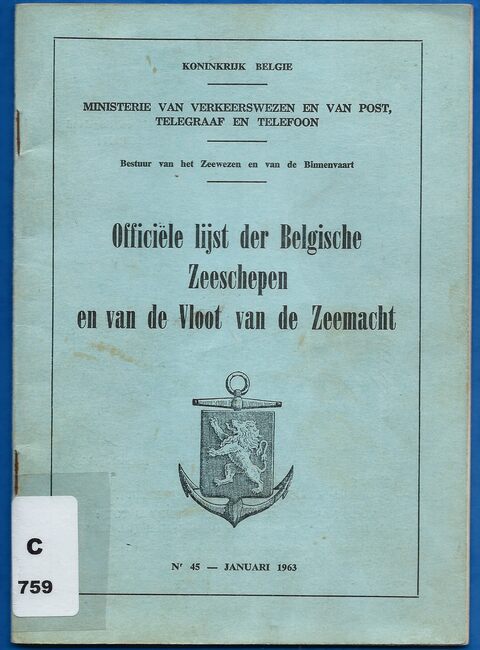 KONINKRIJK BELGIE
MINISTERIE VAN VERKEERSWEZEN EN VAN POST,
TELEGRAAF EN TELEFOON
Bestuur van het Zeewezen en van de Binnenvaart
Officiële lijst der Belgische
Zeeschepen
en van de Vloot van de Zeemacht
Nr 45 — JANUARI 1963
C
759